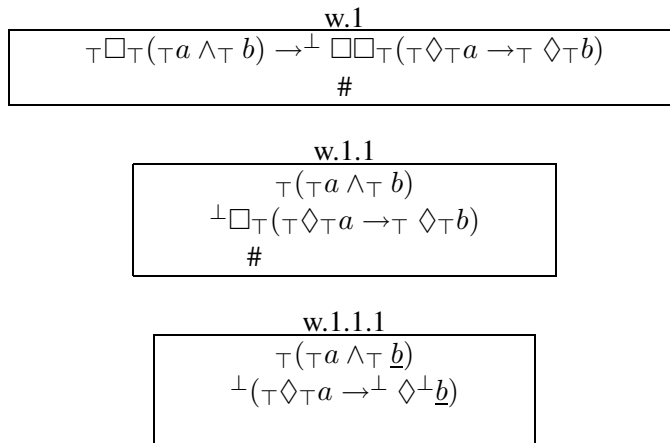 w.1
⊤□⊤(⊤a ∧⊤ b) →⊥ □□⊤(⊤◇⊤a →⊤ ◇⊤b)
#
w.1.1
⊤(⊤a ∧⊤ b)
⊥□⊤(⊤◇⊤a →⊤ ◇⊤b)
#
w.1.1.1
⊤(⊤a ∧⊤ b)
⊥(⊤◇⊤a →⊥ ◇⊥b)